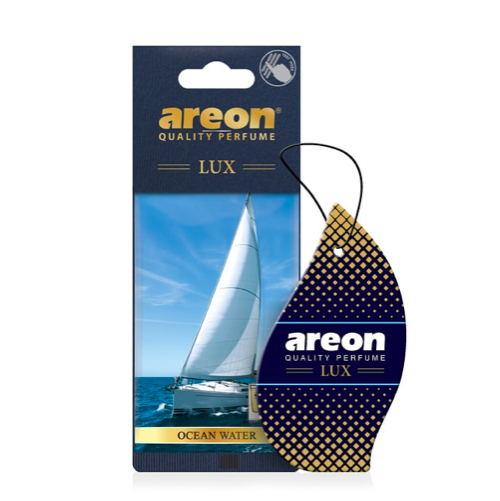 areon®
QUALITY PERFUME
LUX
OCEAN WATER
areon
QUALITY PERFUME
LUX